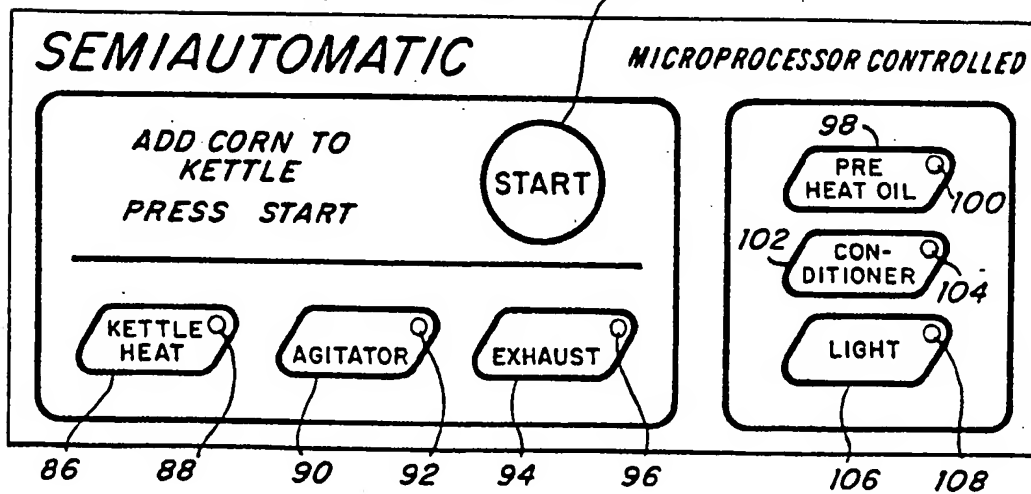 SEMIAUTOMATIC
MICROPROCESSOR CONTROLLED
ADD CORN TO
KETTLE
PRESS START
START
KETTLE
HEAT
AGITATOR
EXHAUST
98
PRE
HEAT OIL
100
102
CON-
DITIONER
104
LIGHT
86
88
90
92
94
96
106
108